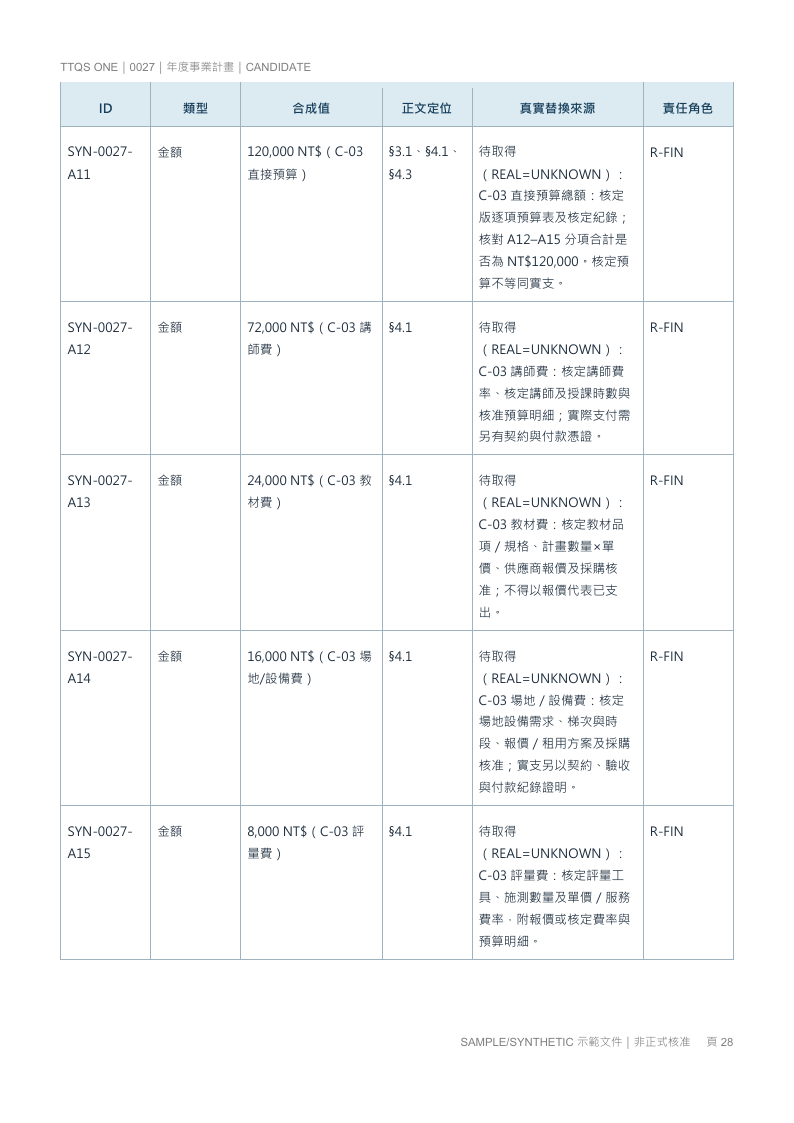 TTQS ONE | 0027 | 年度事業計畫 | CANDIDATE
ID 類型 合成值 正文定位 真實替換來源 責任角色
SYN-0027-
A11
金額
120,000 NT$（C-03
直接預算）
§3.1、§4.1、
§4.3
待取得
（REAL=UNKNOWN）：
C-03 直接預算總額：核定
版逐項預算表及核定紀錄；
核對 A12–A15 分項合計是
否為 NT$120,000。核定預
算不等同實支。
R-FIN
SYN-0027-
A12
金額
72,000 NT$（C-03 講
師費）
§4.1
待取得
（REAL=UNKNOWN）：
C-03 講師費：核定講師費
率、核定講師及授課時數與
核准預算明細；實際支付需
另有契約與付款憑證。
R-FIN
SYN-0027-
A13
金額
24,000 NT$（C-03 教
材費）
§4.1
待取得
（REAL=UNKNOWN）：
C-03 教材費：核定教材品
項／規格、計畫數量×單
價、供應商報價及採購核
准；不得以報價代表已支
出。
R-FIN
SYN-0027-
A14
金額
16,000 NT$（C-03 場
地/設備費）
§4.1
待取得
（REAL=UNKNOWN）：
C-03 場地／設備費：核定
場地設備需求、梯次與時
段、報價／租用方案及採購
核准；實支另以契約、驗收
與付款紀錄證明。
R-FIN
SYN-0027-
A15
金額
8,000 NT$（C-03 評
量費）
§4.1
待取得
（REAL=UNKNOWN）：
C-03 評量費：核定評量工
具、施測數量及單價／服務
費率，附報價或核定費率與
預算明細。
R-FIN
SAMPLE/SYNTHETIC 示範文件 | 非正式核准 頁 28